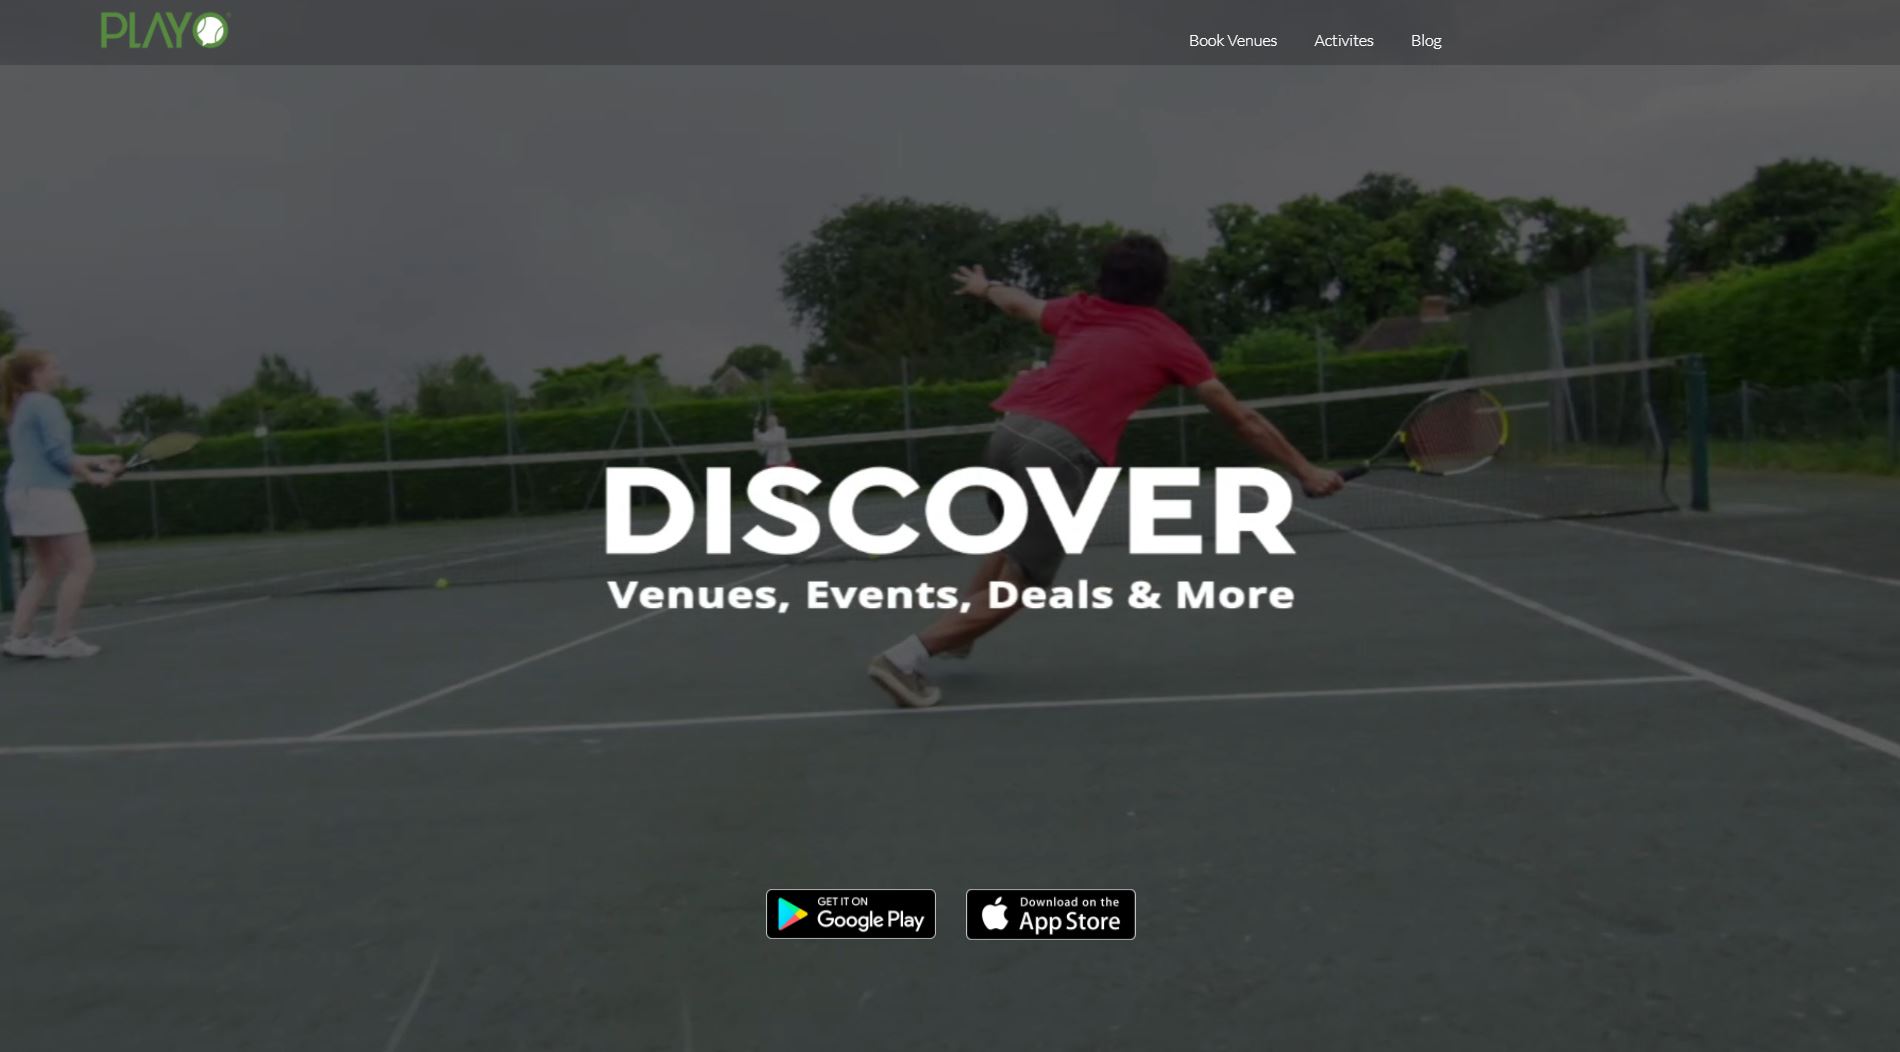 PLAYO
Book Venues Activites Blog
DISCOVER
Venues, Events, Deals & More
GET IT ON
Google Play
Download on the
App Store